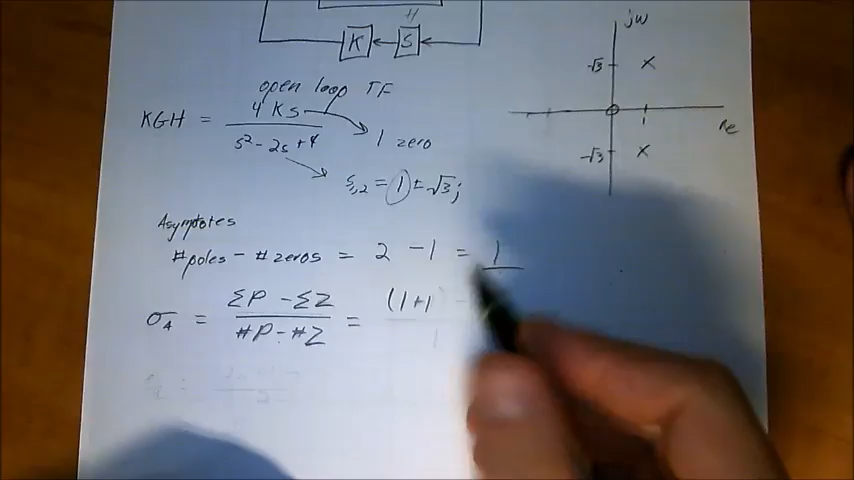 H
K S
open loop TF
KGH = 4KS / s² - 2s + 4
1 zero
s₁,₂ = 1 ± √3j
jw
√3
1
Re
-√3
Asymptotes
#poles - #zeros = 2 - 1 = 1
σA = ΣP - ΣZ / #P - #Z = (1+1